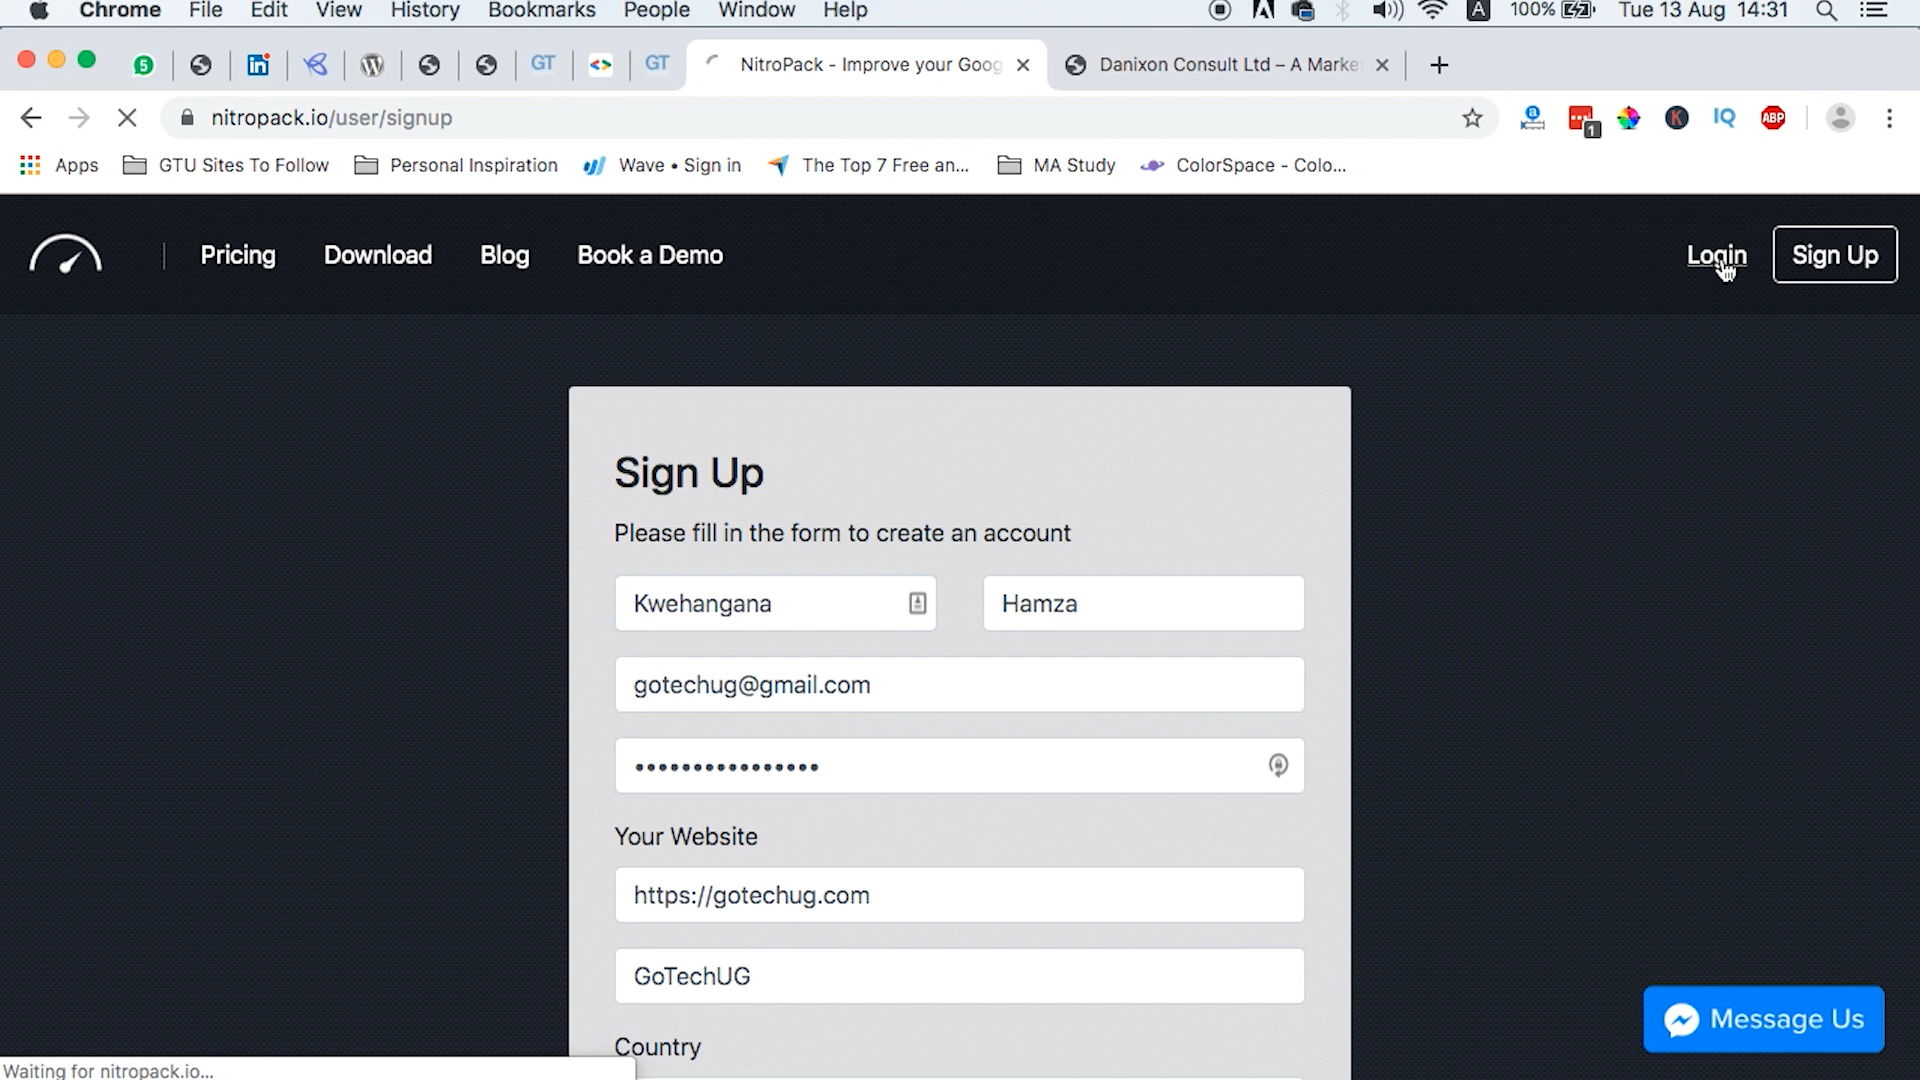 Chrome File Edit View History Bookmarks People Window Help A 100% Tue 13 Aug 14:31
5 GT GT NitroPack - Improve your Goog Danixon Consult Ltd – A Marke
nitropack.io/user/signup 1 K IQ ABP
Apps GTU Sites To Follow Personal Inspiration Wave • Sign in The Top 7 Free an... MA Study ColorSpace - Colo...
Pricing Download Blog Book a Demo Login Sign Up
Sign Up
Please fill in the form to create an account
Kwehangana Hamza
gotechug@gmail.com
Your Website
https://gotechug.com
GoTechUG
Message Us
Country
Waiting for nitropack.io...